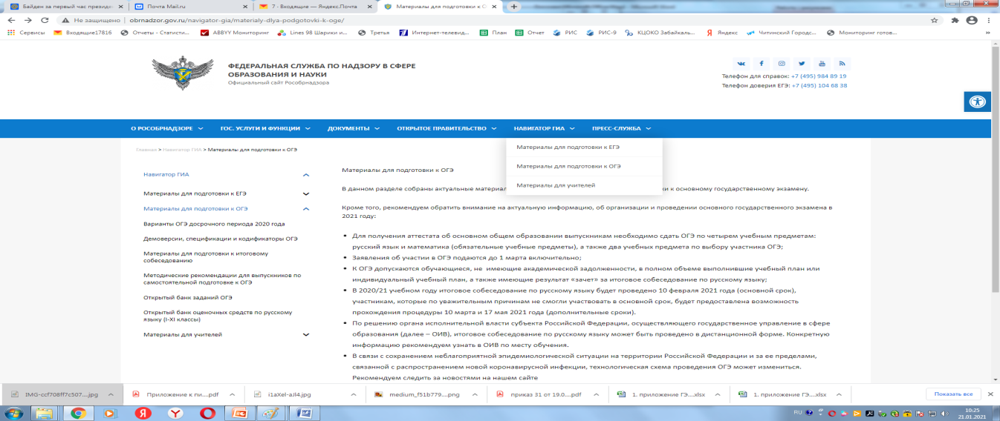 Байден за первый час президен
Почта Mail.ru
7 - Входящие — Яндекс.Почта
Материалы для подготовки к О
Не защищено | obrnadzor.gov.ru/navigator-gia/materialy-dlya-podgotovki-k-oge/
Сервисы Входящие17816 Отчеты - Статисти... ABBYY Мониторинг Lines 98 Шарики и... Третья Интернет-телевид... План Отчет РИС РИС-9 КЦОКО Забайкаль... Яндекс Читинский Городс... Мониторинг готов...
ФЕДЕРАЛЬНАЯ СЛУЖБА ПО НАДЗОРУ В СФЕРЕ
ОБРАЗОВАНИЯ И НАУКИ
Официальный сайт Рособрнадзора
Телефон для справок: +7 (495) 984 89 19
Телефон доверия ЕГЭ: +7 (495) 104 68 38
О РОСОБРНАДЗОРЕ ГОС. УСЛУГИ И ФУНКЦИИ ДОКУМЕНТЫ ОТКРЫТОЕ ПРАВИТЕЛЬСТВО НАВИГАТОР ГИА ПРЕСС-СЛУЖБА
Материалы для подготовки к ЕГЭ
Материалы для подготовки к ОГЭ
Материалы для учителей
Главная > Навигатор ГИА > Материалы для подготовки к ОГЭ
Навигатор ГИА
Материалы для подготовки к ЕГЭ
Материалы для подготовки к ОГЭ
Варианты ОГЭ досрочного периода 2020 года
Демоверсии, спецификации и кодификаторы ОГЭ
Материалы для подготовки к итоговому
собеседованию
Методические рекомендации для выпускников по
самостоятельной подготовке к ОГЭ
Открытый банк заданий ОГЭ
Открытый банк оценочных средств по русскому
языку (I-XI классы)
Материалы для учителей
Материалы для подготовки к ОГЭ
В данном разделе собраны актуальные материал ки к основному государственному экзамену.
Кроме того, рекомендуем обратить внимание на актуальную информацию, об организации и проведении основного государственного экзамена в
2021 году:
• Для получения аттестата об основном общем образовании выпускникам необходимо сдать ОГЭ по четырем учебным предметам:
русский язык и математика (обязательные учебные предметы), а также два учебных предмета по выбору участника ОГЭ;
• Заявления об участии в ОГЭ подаются до 1 марта включительно;
• К ОГЭ допускаются обучающиеся, не имеющие академической задолженности, в полном объеме выполнившие учебный план или
индивидуальный учебный план, а также имеющие результат «зачет» за итоговое собеседование по русскому языку;
• В 2020/21 учебном году итоговое собеседование по русскому языку будет проведено 10 февраля 2021 года (основной срок),
участникам, которые по уважительным причинам не смогли участвовать в основной срок, будет предоставлена возможность
прохождения процедуры 10 марта и 17 мая 2021 года (дополнительные сроки).
• По решению органа исполнительной власти субъекта Российской Федерации, осуществляющего государственное управление в сфере
образования (далее – ОИВ), итоговое собеседование по русскому языку может быть проведено в дистанционной форме. Конкретную
информацию рекомендуем узнать в ОИВ по месту обучения.
• В связи с сохранением неблагоприятной эпидемиологической ситуации на территории Российской Федерации и за ее пределами,
связанной с распространением новой коронавирусной инфекции, технологическая схема проведения ОГЭ может измениться.
Рекомендуем следить за новостями на нашем сайте
IMG-ccf708ff7c507....jpg Приложение к пи....pdf i1aXel-aJl4.jpg medium_f51b779....png приказ 31 от 19.0....pdf 1. приложение ГЭ....xlsx 1. приложение ГЭ....xlsx Показать все
RU 10:25
21.01.2021